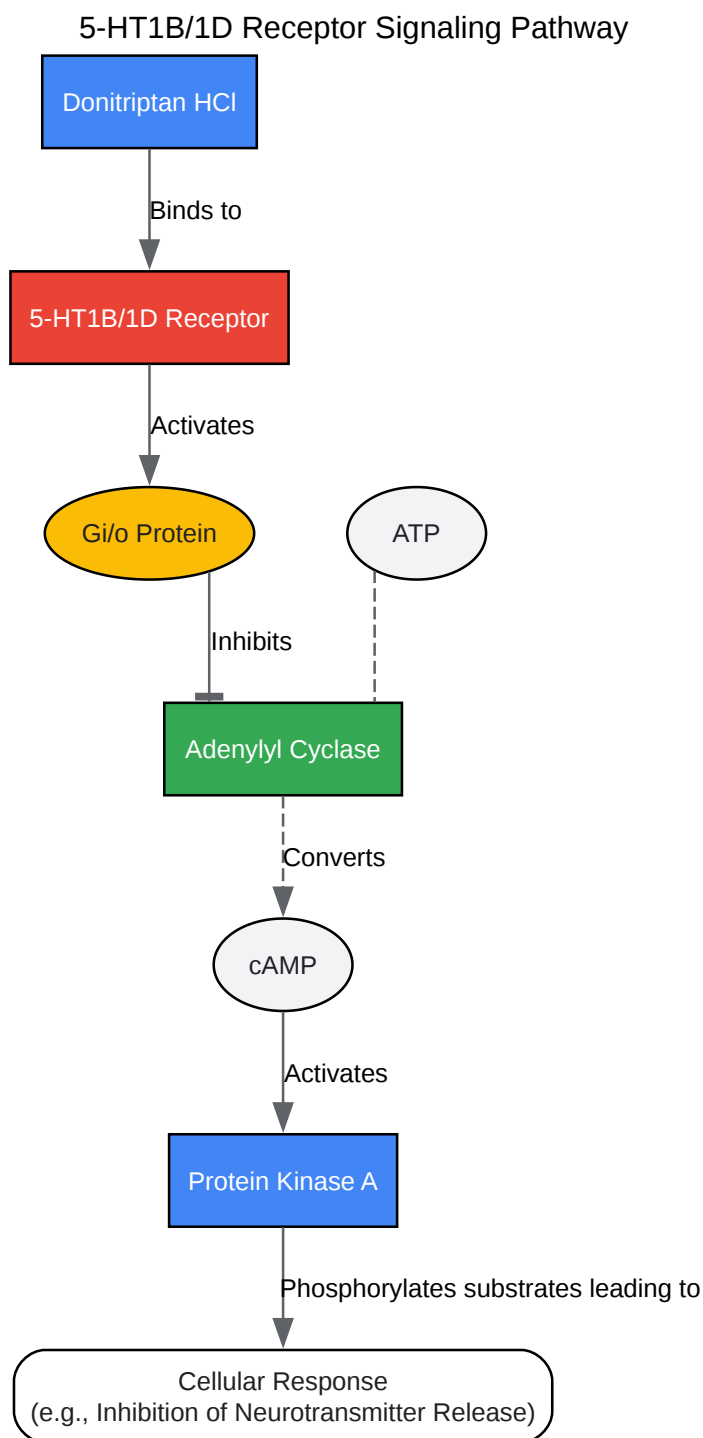 5-HT1B/1D Receptor Signaling Pathway
Donitriptan HCl
Binds to
5-HT1B/1D Receptor
Activates
Gi/o Protein
ATP
Inhibits
Adenylyl Cyclase
Converts
cAMP
Activates
Protein Kinase A
Phosphorylates substrates leading to
Cellular Response
(e.g., Inhibition of Neurotransmitter Release)